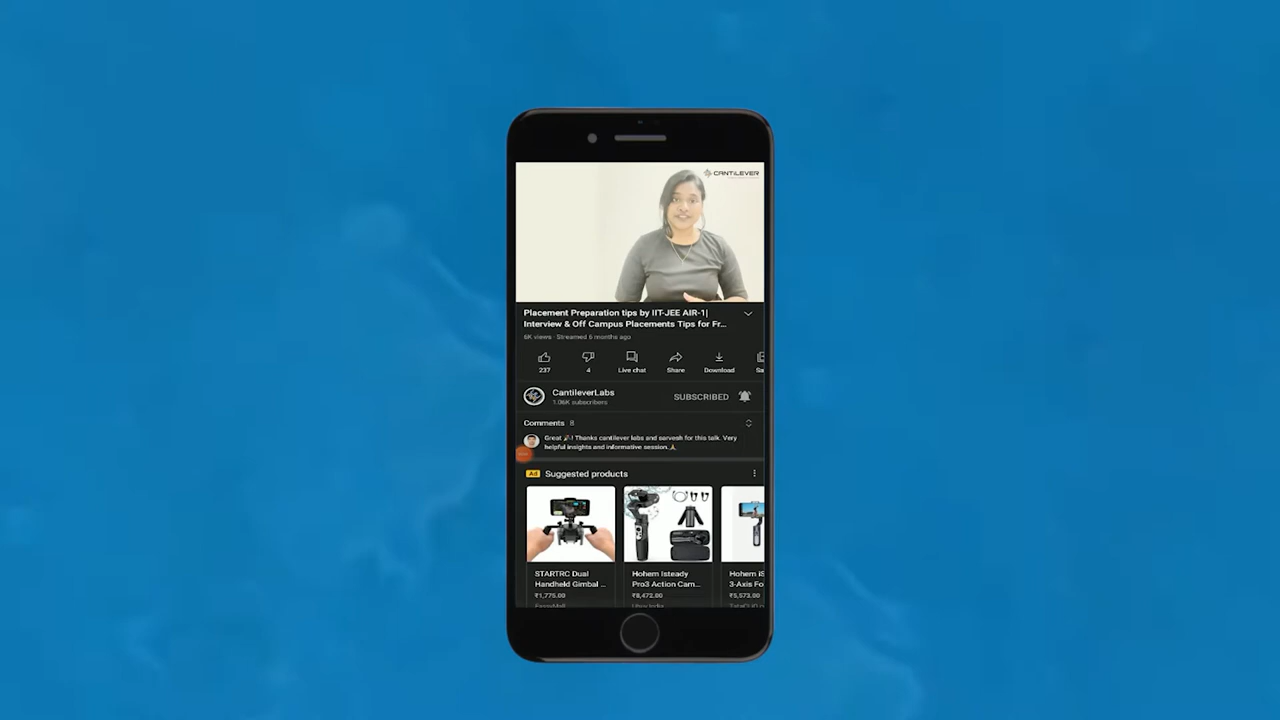 CANTILEVER
Placement Preparation tips by IIT-JEE AIR-1|
Interview & Off Campus Placements Tips for Fr...
6K views · Streamed 6 months ago
237
4
Live chat
Share
Download
Sa
CantileverLabs
1.06K subscribers
SUBSCRIBED
Comments 8
Great 🎉! Thanks cantilever labs and sarvesh for this talk. Very
helpful insights and informative session.🙏
Ad Suggested products
STARTRC Dual
Handheld Gimbal ...
₹1,775.00
Hohem Isteady
Pro3 Action Cam...
₹8,472.00
Hohem iS
3-Axis Fo
₹5,573.00